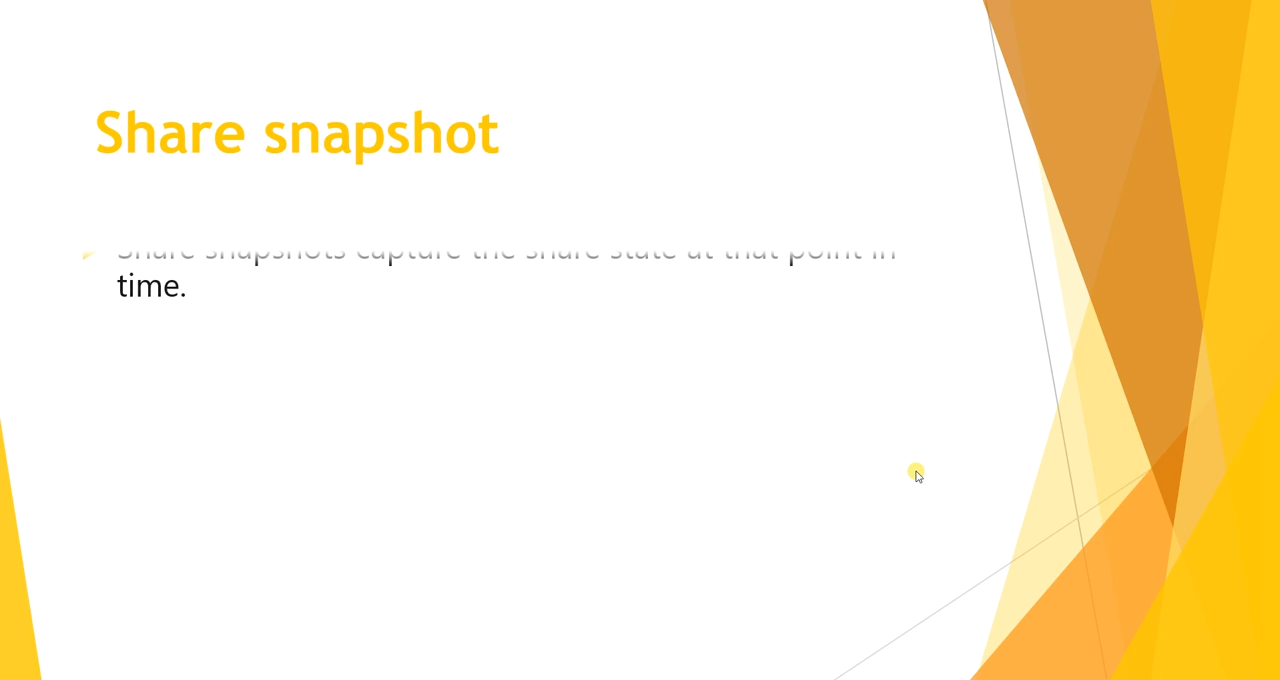 Share snapshot
Share snapshots capture the share state at that point in
time.